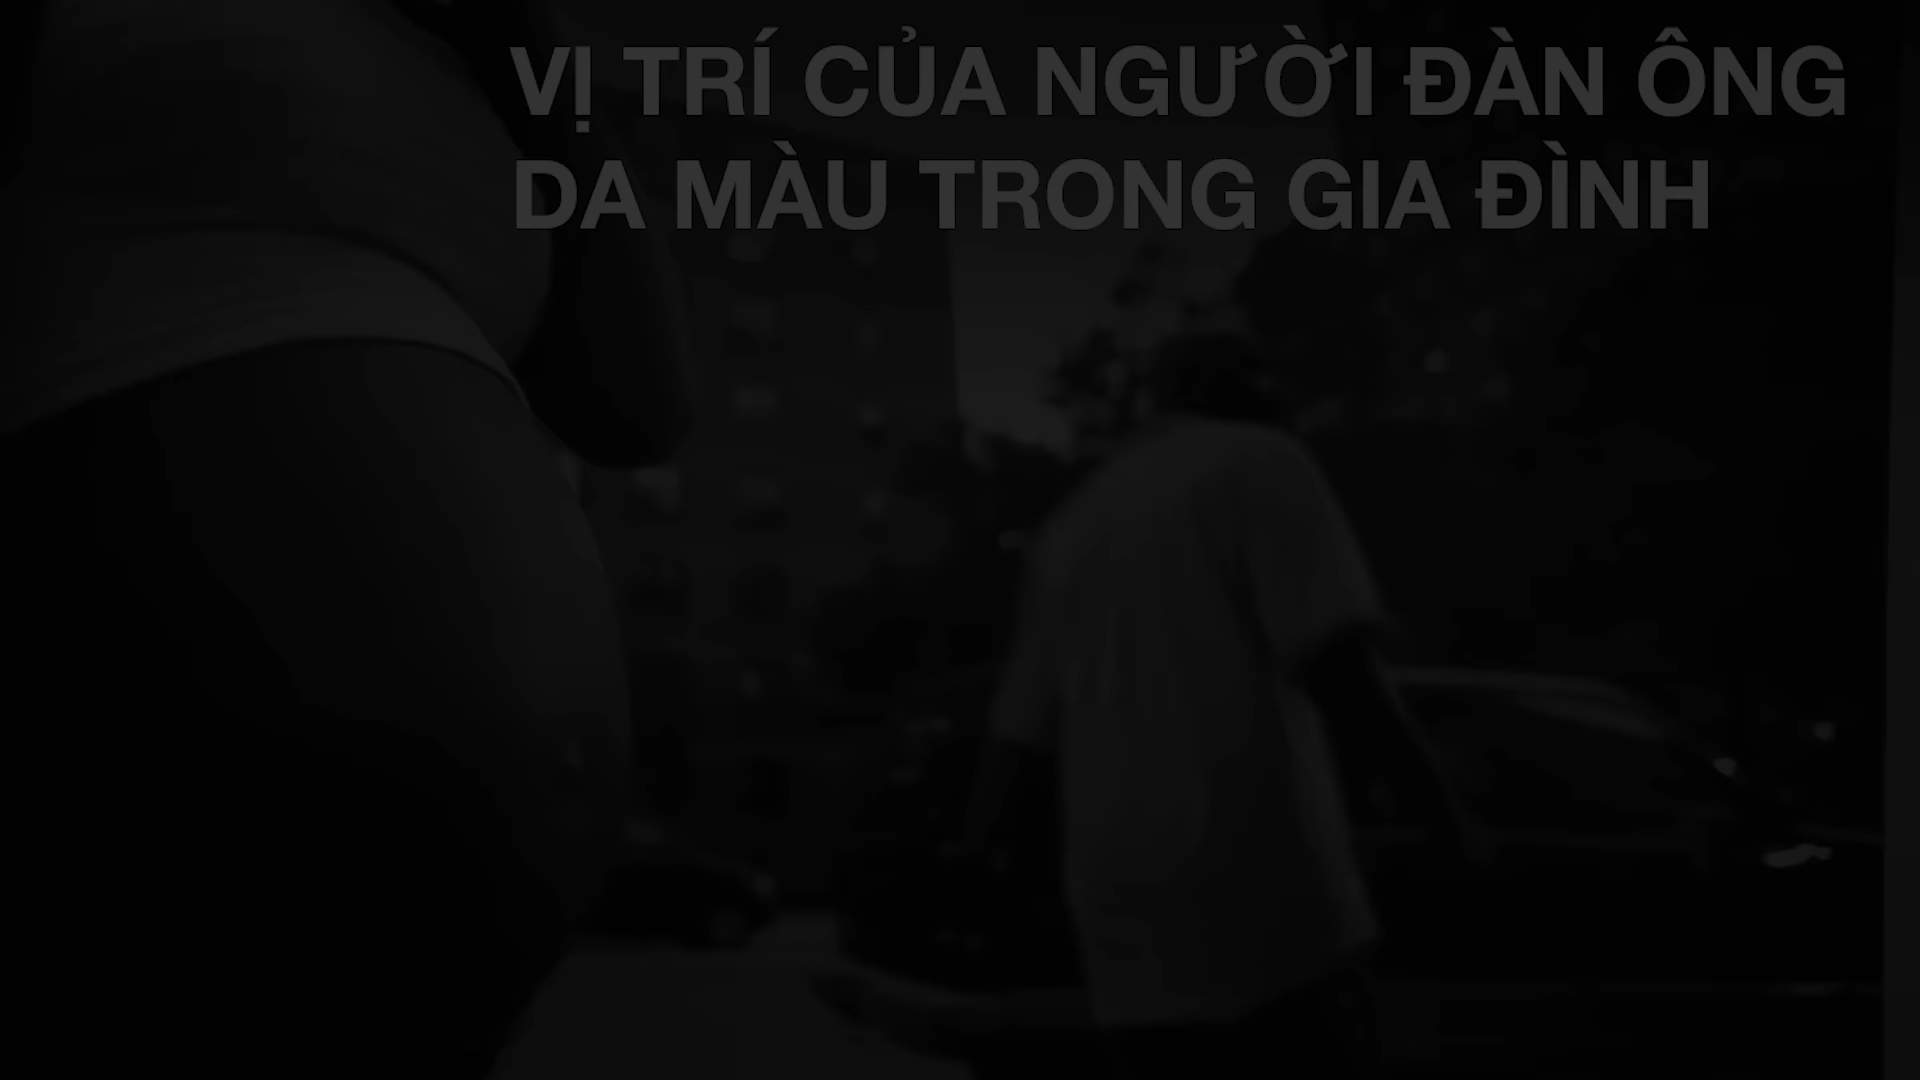 VỊ TRÍ CỦA NGƯỜI ĐÀN ÔNG
DA MÀU TRONG GIA ĐÌNH